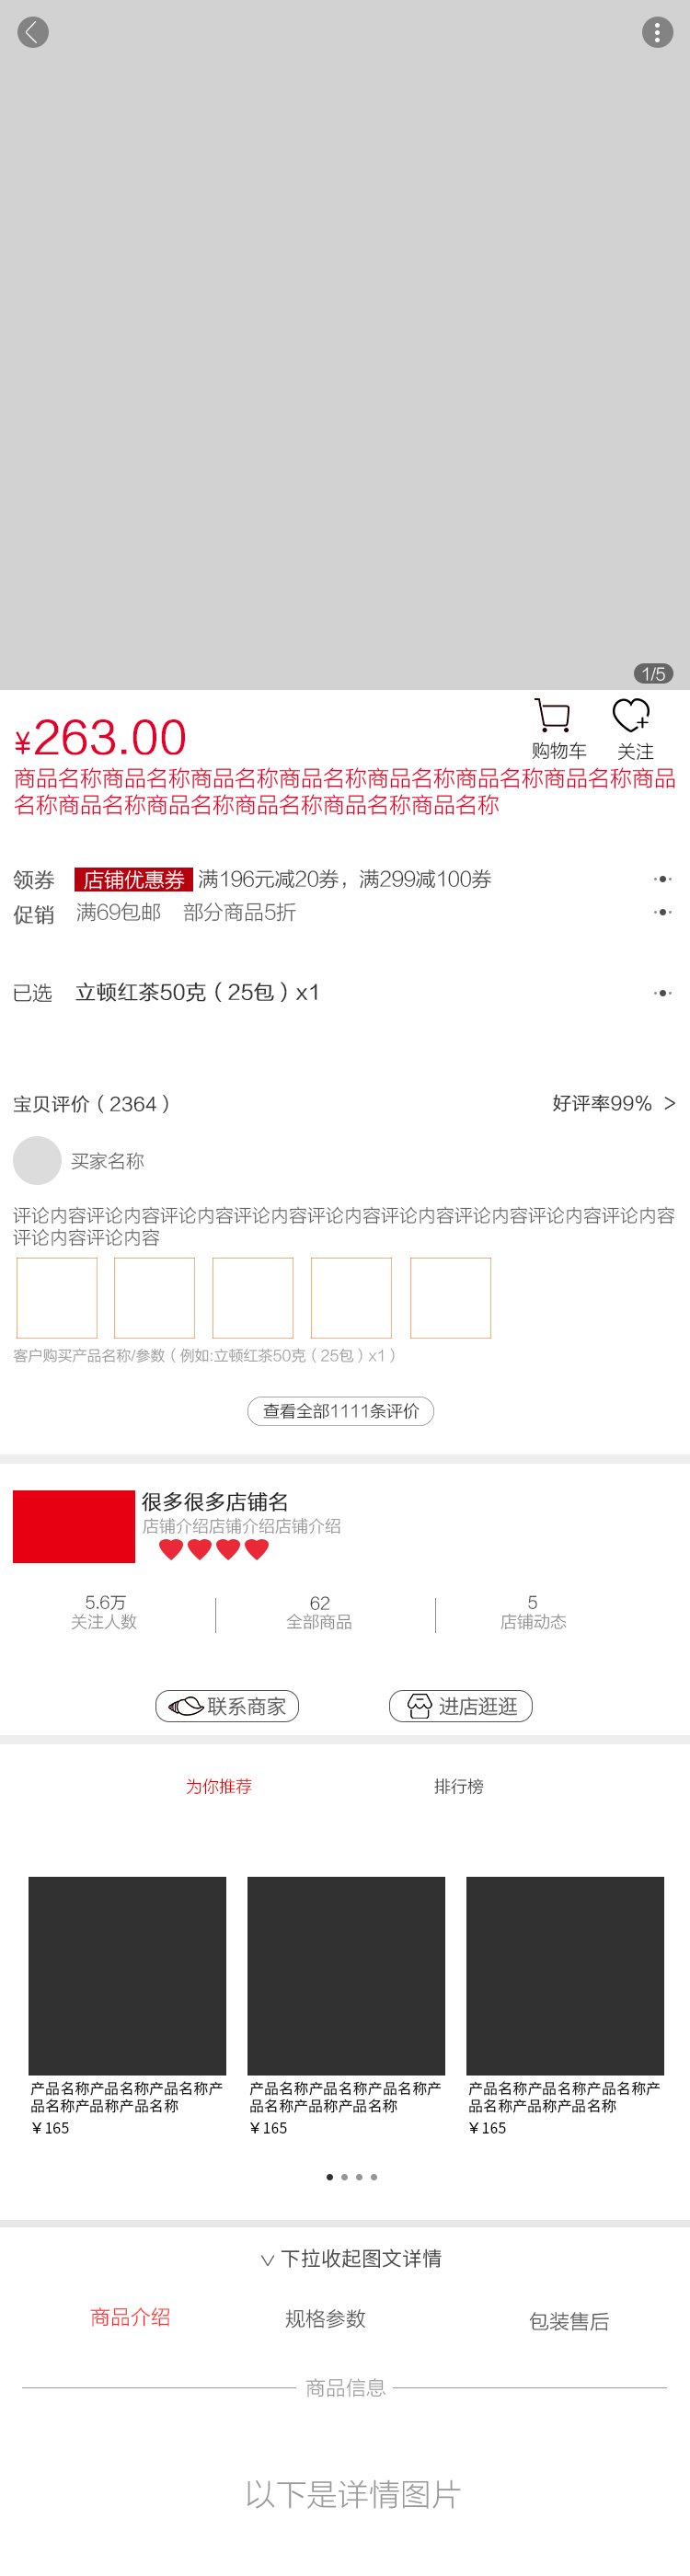 1/5
¥263.00
购物车
关注
商品名称商品名称商品名称商品名称商品名称商品名称商品名称商品
名称商品名称商品名称商品名称商品名称商品名称
领券 店铺优惠券 满196元减20券，满299减100券
促销 满69包邮 部分商品5折
已选 立顿红茶50克（25包）x1
宝贝评价（2364） 好评率99% >
买家名称
评论内容评论内容评论内容评论内容评论内容评论内容评论内容评论内容评论内容
评论内容评论内容
客户购买产品名称/参数（例如:立顿红茶50克（25包）x1）
查看全部1111条评价
很多很多店铺名
店铺介绍店铺介绍店铺介绍
5.6万 62 5
关注人数 全部商品 店铺动态
联系商家 进店逛逛
为你推荐 排行榜
产品名称产品名称产品名称产
品名称产品称产品名称
￥165
产品名称产品名称产品名称产
品名称产品称产品名称
￥165
产品名称产品名称产品名称产
品名称产品称产品名称
￥165
下拉收起图文详情
商品介绍 规格参数 包装售后
商品信息
以下是详情图片